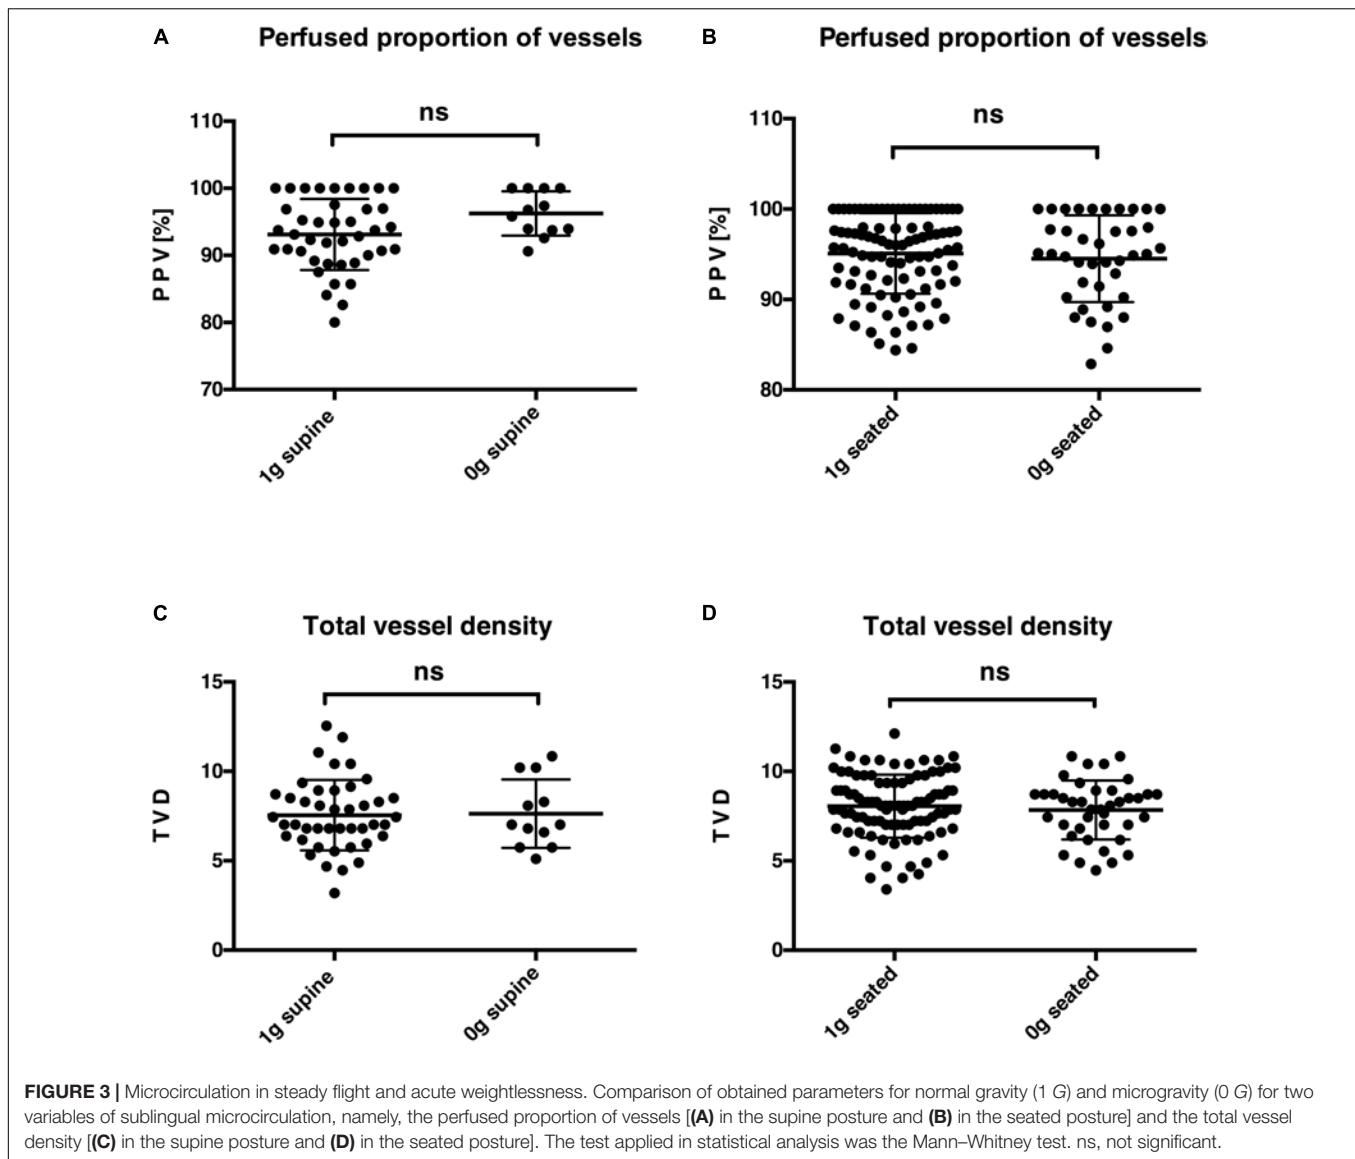 A Perfused proportion of vessels
ns
110
100
90
80
70
PPV [%]
1g supine
0g supine
B Perfused proportion of vessels
ns
110
100
90
80
PPV [%]
1g seated
0g seated
C Total vessel density
ns
15
10
5
0
TVD
1g supine
0g supine
D Total vessel density
ns
15
10
5
0
TVD
1g seated
0g seated
FIGURE 3 | Microcirculation in steady flight and acute weightlessness. Comparison of obtained parameters for normal gravity (1 G) and microgravity (0 G) for two
variables of sublingual microcirculation, namely, the perfused proportion of vessels [(A) in the supine posture and (B) in the seated posture] and the total vessel
density [(C) in the supine posture and (D) in the seated posture]. The test applied in statistical analysis was the Mann–Whitney test. ns, not significant.